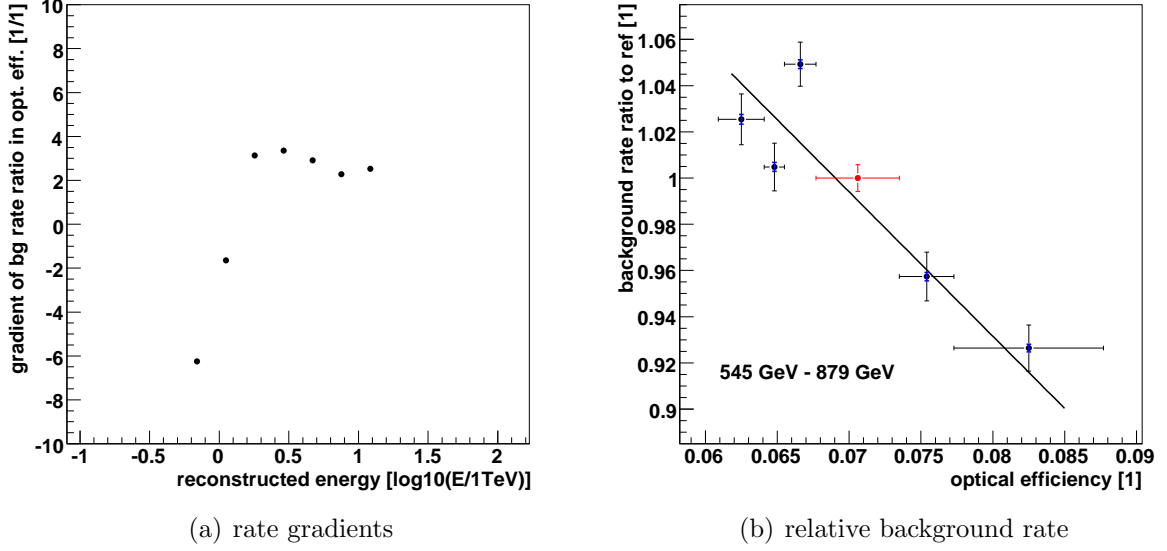 gradient of bg rate ratio in opt. eff. [1/1]
10
8
6
4
2
0
-2
-4
-6
-8
-10
-1 -0.5 0 0.5 1 1.5 2
reconstructed energy [log10(E/1TeV)]
(a) rate gradients
background rate ratio to ref [1]
1.06
1.04
1.02
1
0.98
0.96
0.94
0.92
0.9
545 GeV - 879 GeV
0.06 0.065 0.07 0.075 0.08 0.085 0.09
optical efficiency [1]
(b) relative background rate